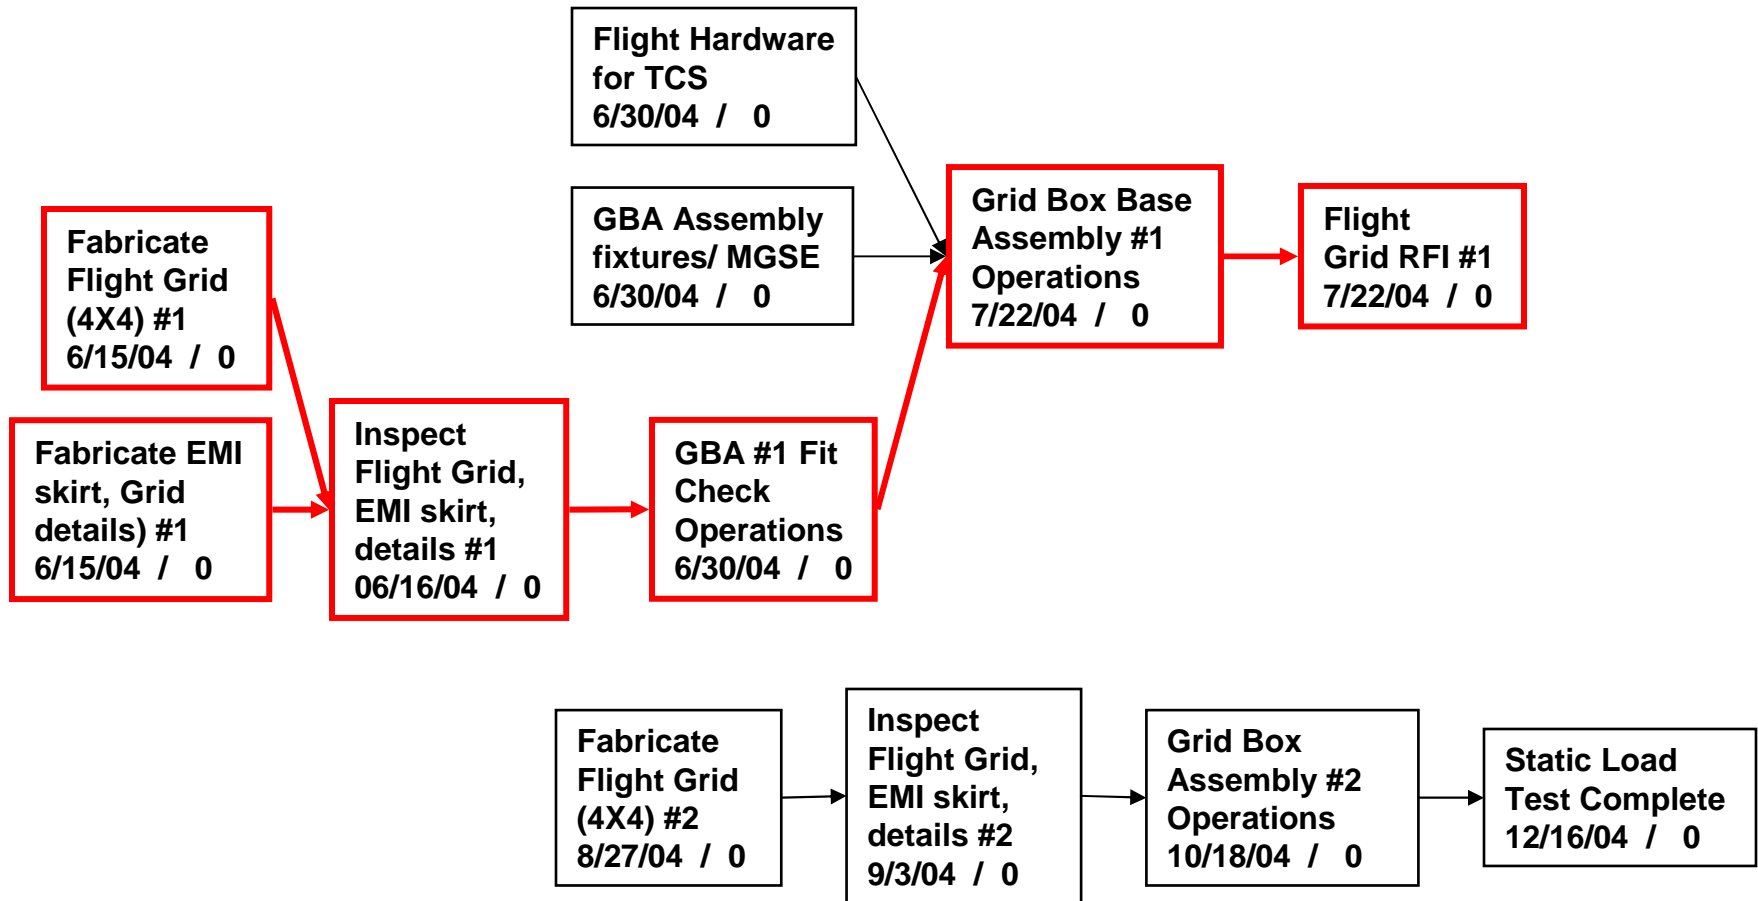 Flight Hardware
for TCS
6/30/04 / 0
GBA Assembly
fixtures/ MGSE
6/30/04 / 0
Grid Box Base
Assembly #1
Operations
7/22/04 / 0
Flight
Grid RFI #1
7/22/04 / 0
Fabricate
Flight Grid
(4X4) #1
6/15/04 / 0
Fabricate EMI
skirt, Grid
details) #1
6/15/04 / 0
Inspect
Flight Grid,
EMI skirt,
details #1
06/16/04 / 0
GBA #1 Fit
Check
Operations
6/30/04 / 0
Fabricate
Flight Grid
(4X4) #2
8/27/04 / 0
Inspect
Flight Grid,
EMI skirt,
details #2
9/3/04 / 0
Grid Box
Assembly #2
Operations
10/18/04 / 0
Static Load
Test Complete
12/16/04 / 0